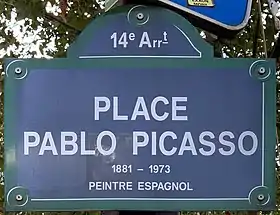 14e Arrt
PLACE
PABLO PICASSO
1881 – 1973
PEINTRE ESPAGNOL